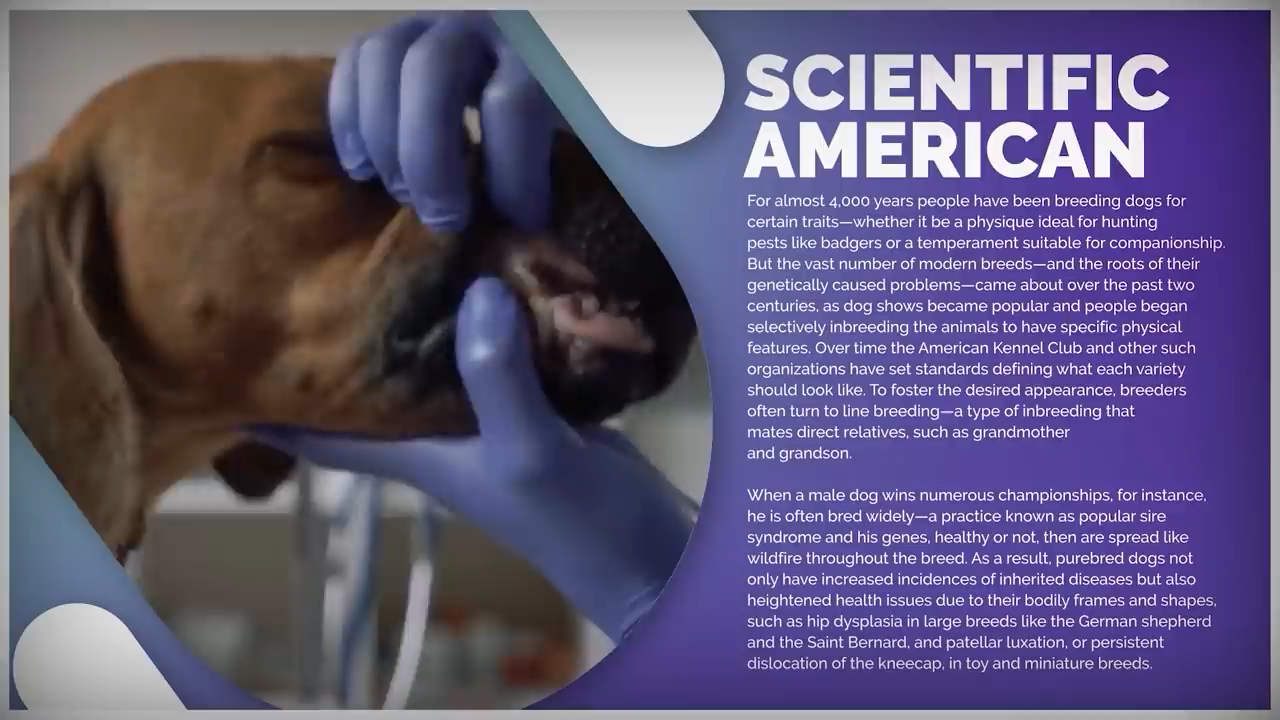 SCIENTIFIC
AMERICAN
For almost 4,000 years people have been breeding dogs for
certain traits—whether it be a physique ideal for hunting
pests like badgers or a temperament suitable for companionship.
But the vast number of modern breeds—and the roots of their
genetically caused problems—came about over the past two
centuries, as dog shows became popular and people began
selectively inbreeding the animals to have specific physical
features. Over time the American Kennel Club and other such
organizations have set standards defining what each variety
should look like. To foster the desired appearance, breeders
often turn to line breeding—a type of inbreeding that
mates direct relatives, such as grandmother
and grandson.
When a male dog wins numerous championships, for instance,
he is often bred widely—a practice known as popular sire
syndrome and his genes, healthy or not, then are spread like
wildfire throughout the breed. As a result, purebred dogs not
only have increased incidences of inherited diseases but also
heightened health issues due to their bodily frames and shapes,
such as hip dysplasia in large breeds like the German shepherd
and the Saint Bernard, and patellar luxation, or persistent
dislocation of the kneecap, in toy and miniature breeds.